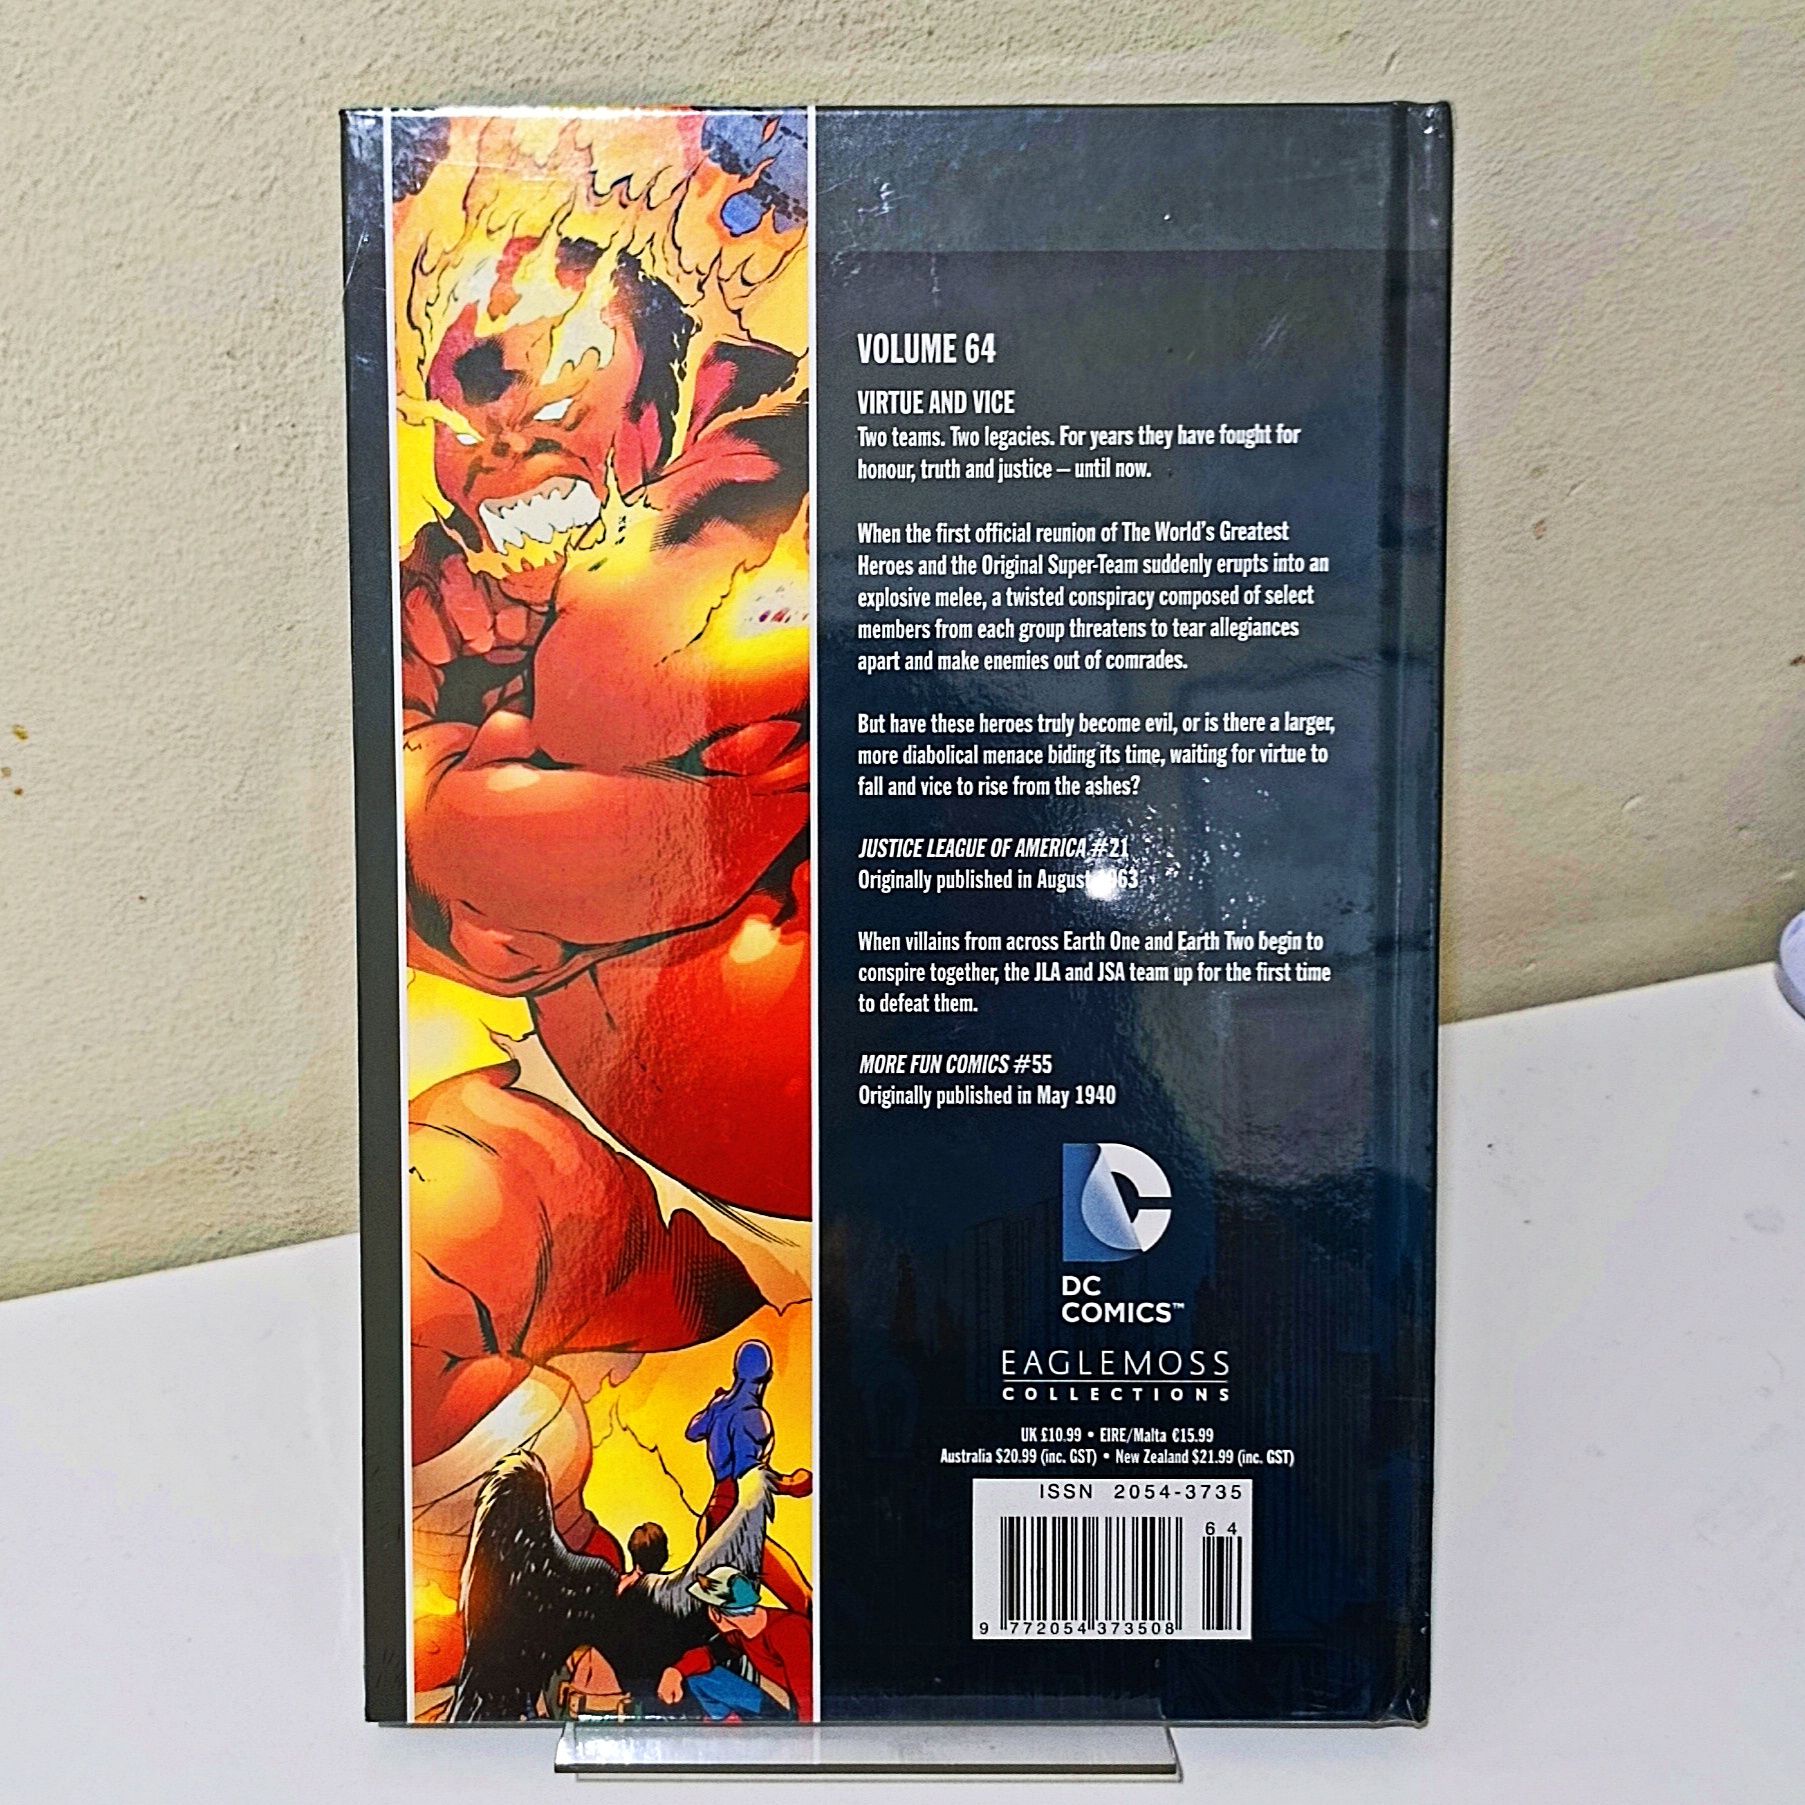 VOLUME 64
VIRTUE AND VICE
Two teams. Two legacies. For years they have fought for
honour, truth and justice – until now.
When the first official reunion of The World's Greatest
Heroes and the Original Super-Team suddenly erupts into an
explosive melee, a twisted conspiracy composed of select
members from each group threatens to tear allegiances
apart and make enemies out of comrades.
But have these heroes truly become evil, or is there a larger,
more diabolical menace biding its time, waiting for virtue to
fall and vice to rise from the ashes?
JUSTICE LEAGUE OF AMERICA #21
Originally published in August
When villains from across Earth One and Earth Two begin to
conspire together, the JLA and JSA team up for the first time
to defeat them.
MORE FUN COMICS #55
Originally published in May 1940
DC
COMICS™
EAGLEMOSS
COLLECTIONS
UK £10.99 • EIRE/Malta €15.99
Australia $20.99 (inc. GST) • New Zealand $21.99 (inc. GST)
ISSN 2054-3735
64
9 772054 373508